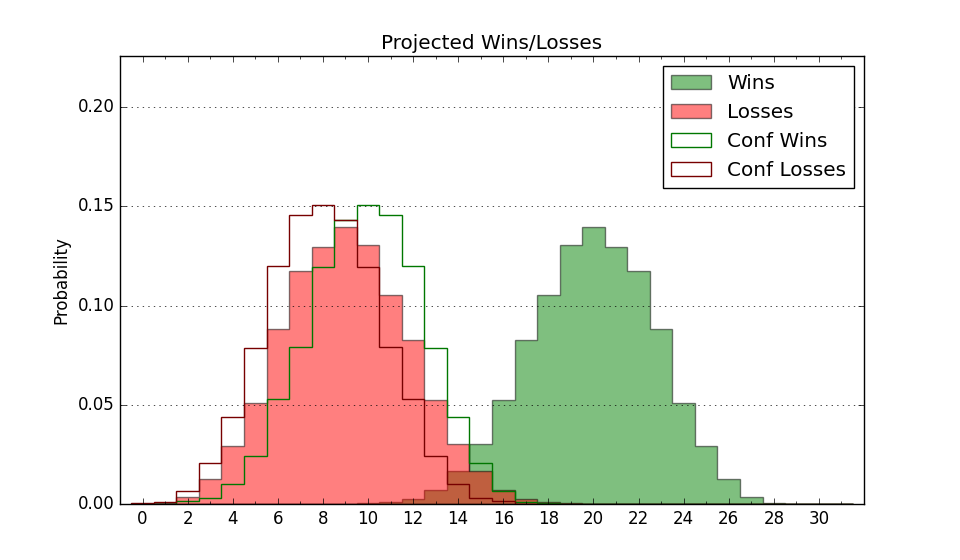 Projected Wins/Losses
Wins
Losses
Conf Wins
Conf Losses
Probability
0.20
0.15
0.10
0.05
0.00
0 2 4 6 8 10 12 14 16 18 20 22 24 26 28 30